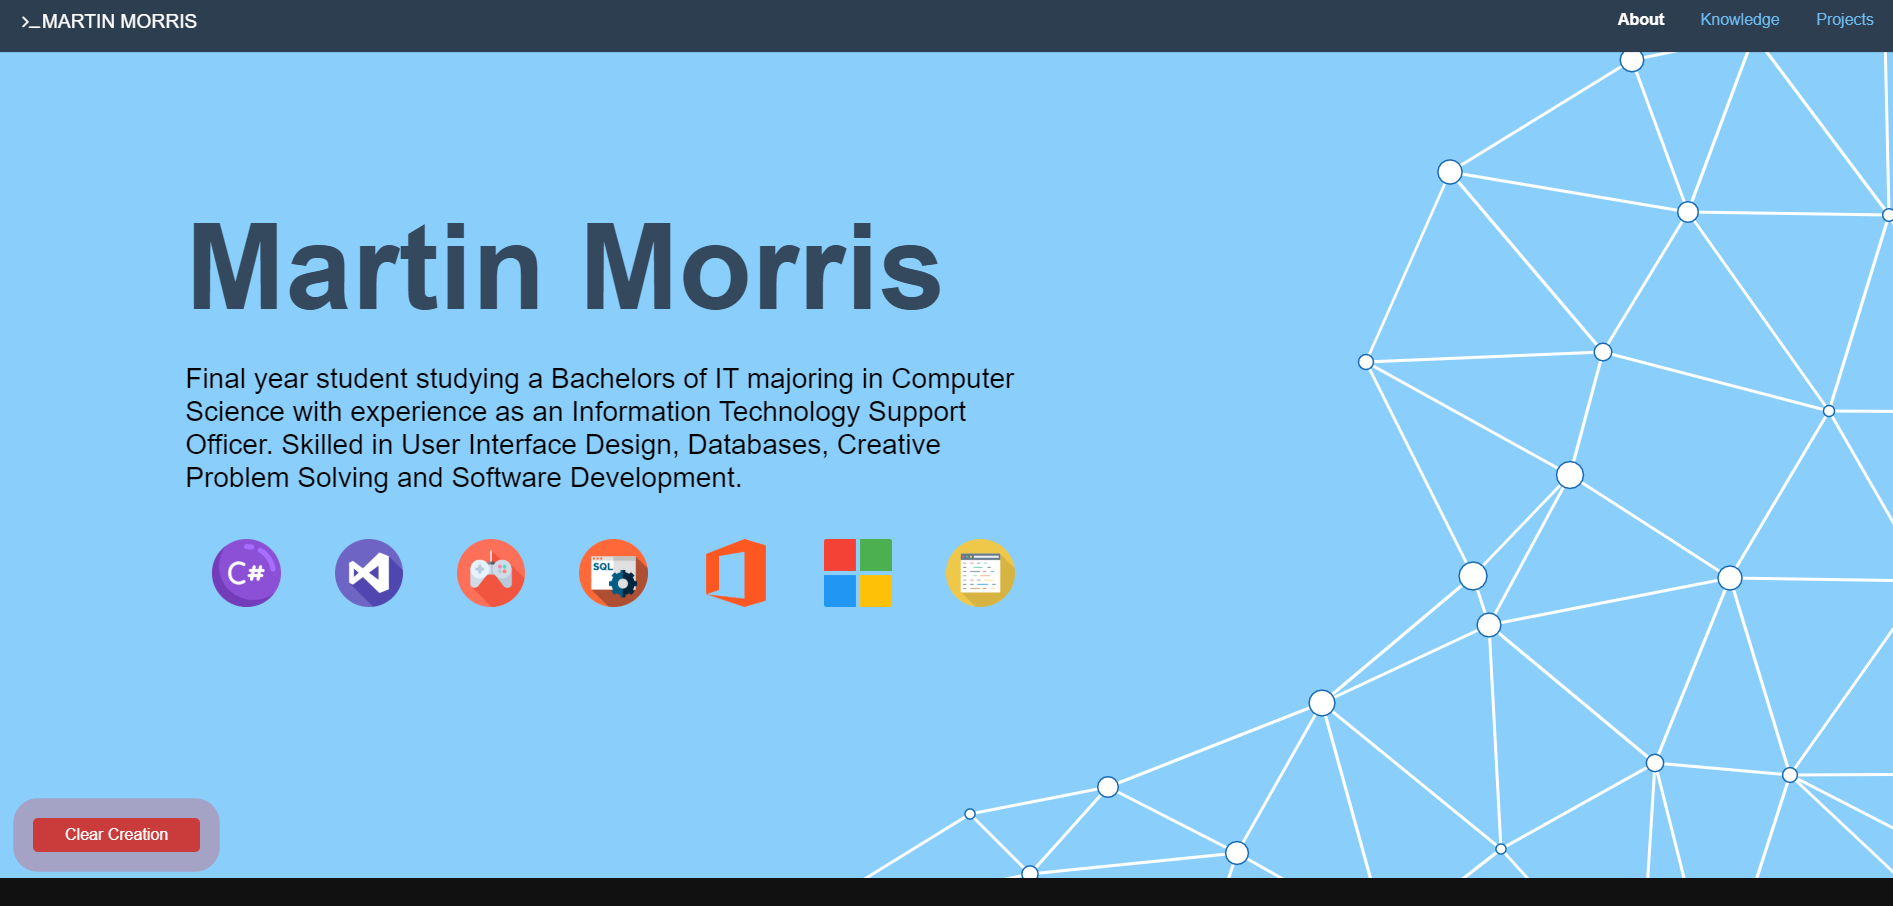 >_MARTIN MORRIS
About Knowledge Projects
Martin Morris
Final year student studying a Bachelors of IT majoring in Computer
Science with experience as an Information Technology Support
Officer. Skilled in User Interface Design, Databases, Creative
Problem Solving and Software Development.
C#
SQL
Clear Creation